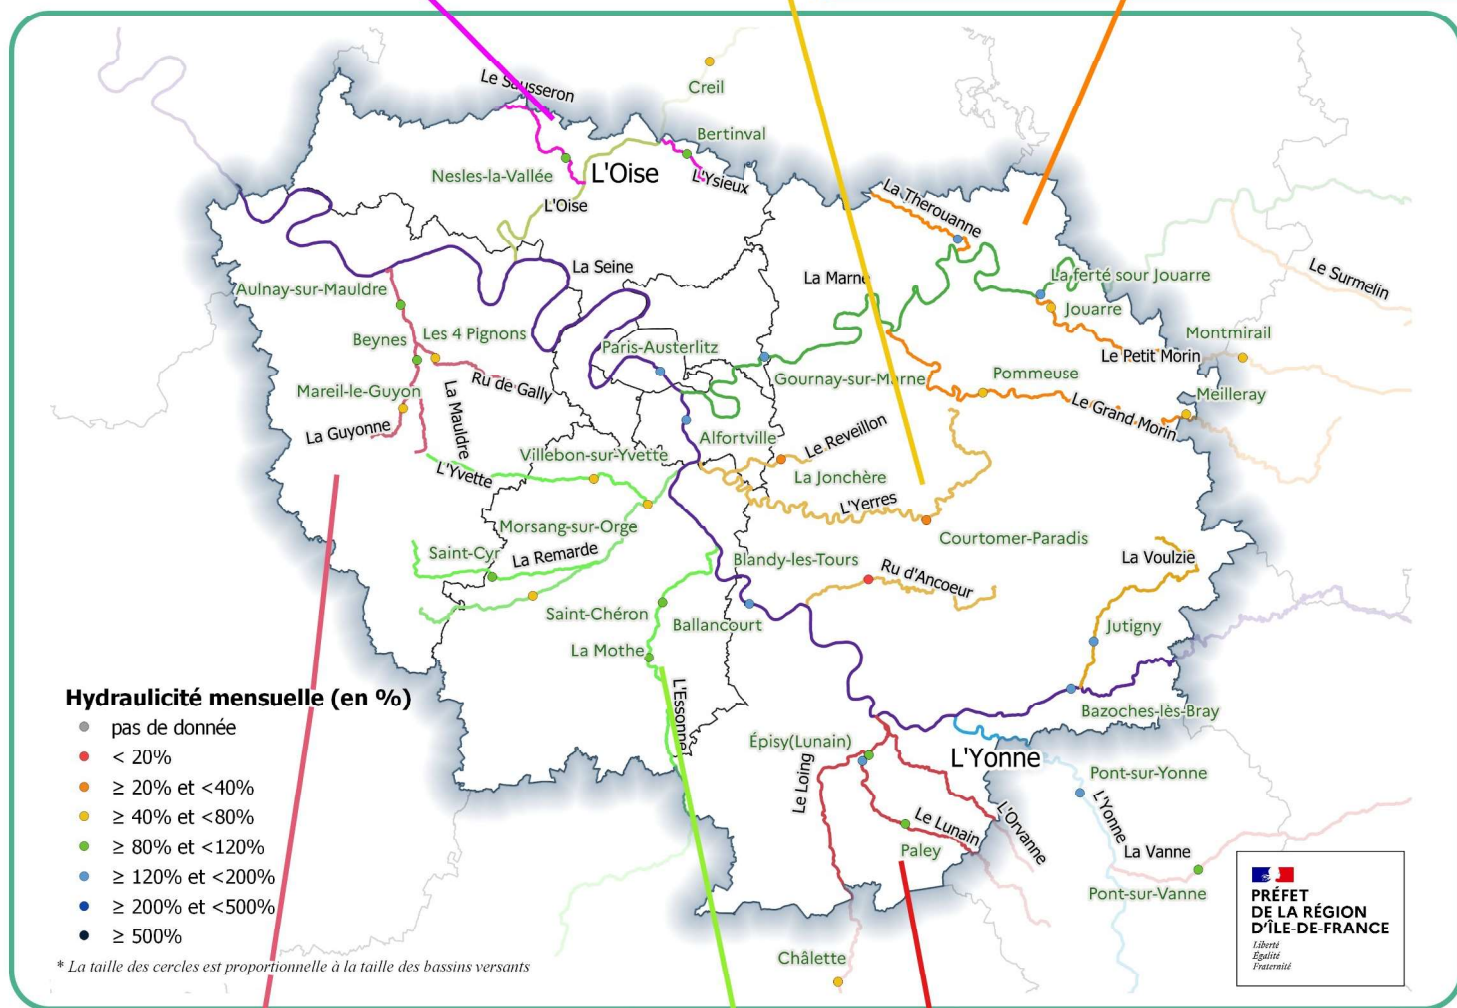 Le Sausseron
Creil
Bertinval
Nesles-la-Vallée
L'Oise
L'Ysieux
L'Oise
La Therouanne
La Seine
La Marne
La ferté sour Jouarre
Le Surmelin
Aulnay-sur-Mauldre
Jouarre
Beynes
Les 4 Pignons
Paris-Austerlitz
Montmirail
Le Petit Morin
Mareil-le-Guyon
Ru de Gally
Gournay-sur-Marne
Pommeuse
Meilleray
La Mauldre
La Guyonne
Le Grand Morin
Alfortville
Le Reveillon
Villebon-sur-Yvette
L'Yvette
La Jonchère
L'Yerres
Morsang-sur-Orge
Courtomer-Paradis
Saint-Cyr
La Remarde
Blandy-les-Tours
Ru d'Ancoeur
La Voulzie
Saint-Chéron
Ballancourt
Jutigny
La Mothe
L'Essonne
Bazoches-lès-Bray
Épisy(Lunain)
L'Yonne
Le Loing
Pont-sur-Yonne
L'Yonne
Le Lunain
L'Orvanne
Paley
La Vanne
Pont-sur-Vanne
Châlette
Hydraulicité mensuelle (en %)
pas de donnée
< 20%
≥ 20% et <40%
≥ 40% et <80%
≥ 80% et <120%
≥ 120% et <200%
≥ 200% et <500%
≥ 500%
* La taille des cercles est proportionnelle à la taille des bassins versants
PRÉFET
DE LA RÉGION
D'ÎLE-DE-FRANCE
Liberté
Égalité
Fraternité